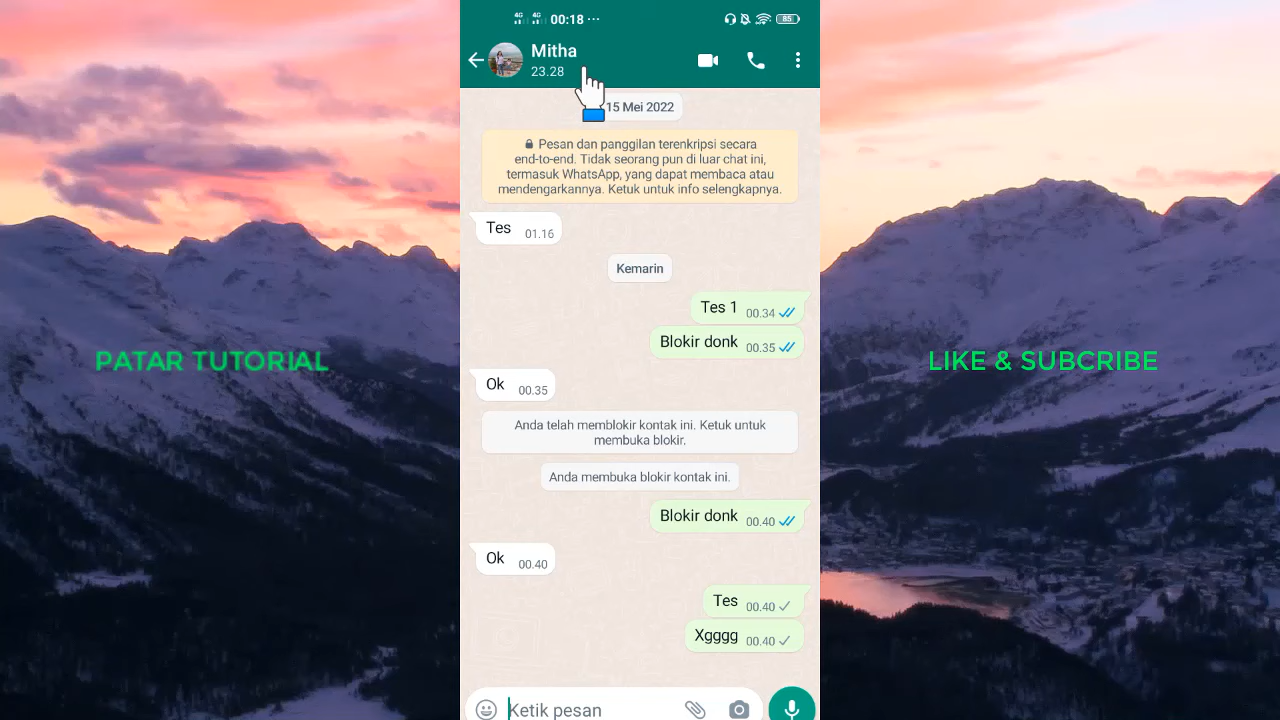 4G 4G 00:18 ... 85
Mitha
23.28
15 Mei 2022
Pesan dan panggilan terenkripsi secara
end-to-end. Tidak seorang pun di luar chat ini,
termasuk WhatsApp, yang dapat membaca atau
mendengarkannya. Ketuk untuk info selengkapnya.
Tes 01.16
Kemarin
Tes 1 00.34
Blokir donk 00.35
Ok 00.35
PATAR TUTORIAL
LIKE & SUBCRIBE
Anda telah memblokir kontak ini. Ketuk untuk
membuka blokir.
Anda membuka blokir kontak ini.
Blokir donk 00.40
Ok 00.40
Tes 00.40
Xgggg 00.40
Ketik pesan